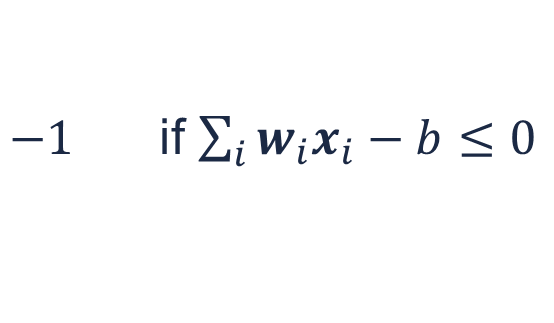 −1 if ∑ᵢ 𝒘ᵢ𝒙ᵢ − 𝑏 ≤ 0